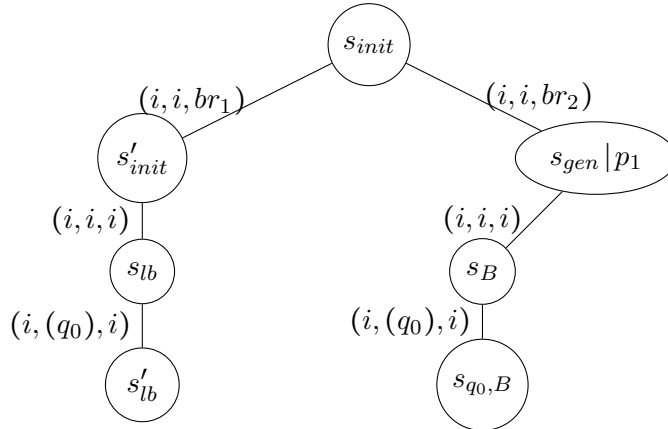 s_{init}
(i, i, br_1) (i, i, br_2)
s'_{init} s_{gen} | p_1
(i, i, i) (i, i, i)
s_{lb} s_B
(i, (q_0), i) (i, (q_0), i)
s'_{lb} s_{q_0,B}